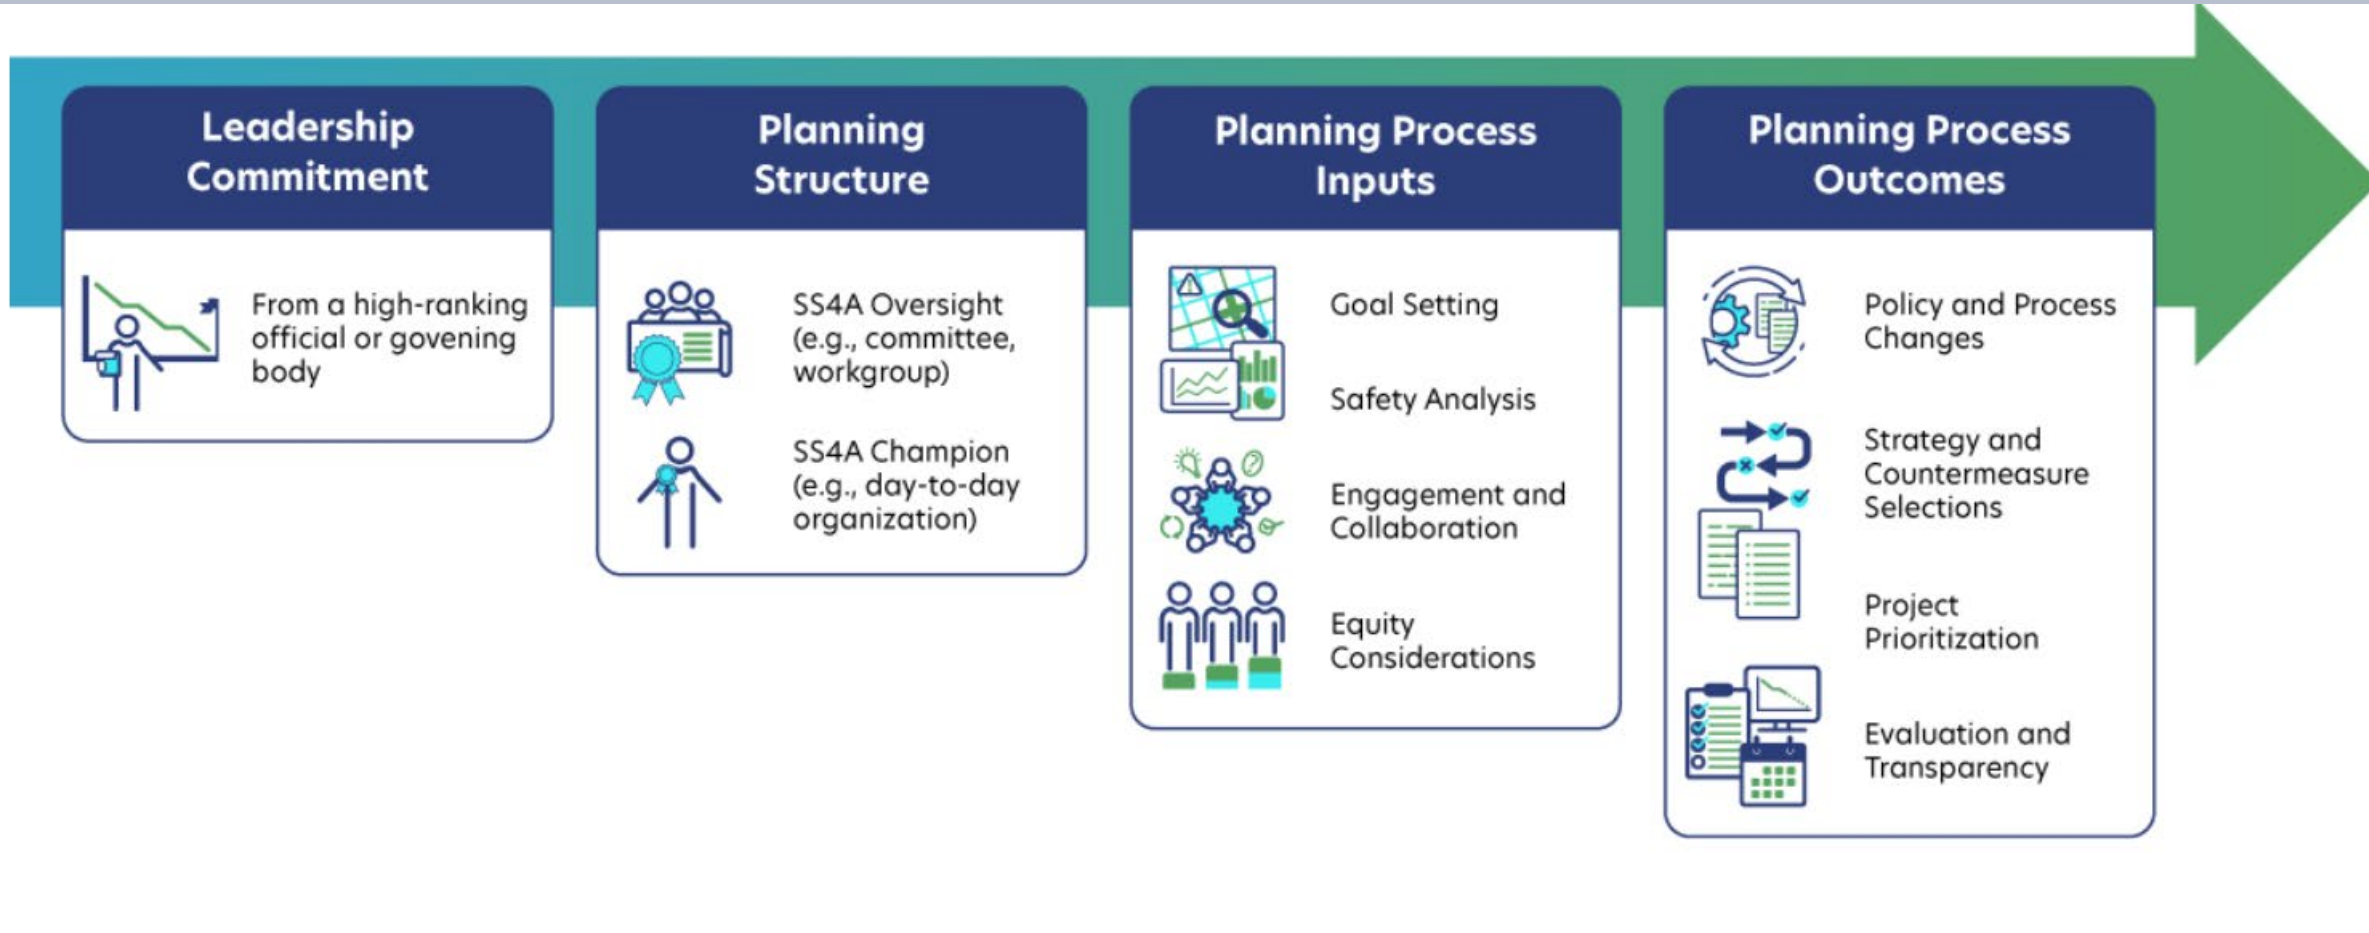 Leadership
Commitment
From a high-ranking
official or govening
body
Planning
Structure
SS4A Oversight
(e.g., committee,
workgroup)
SS4A Champion
(e.g., day-to-day
organization)
Planning Process
Inputs
Goal Setting
Safety Analysis
Engagement and
Collaboration
Equity
Considerations
Planning Process
Outcomes
Policy and Process
Changes
Strategy and
Countermeasure
Selections
Project
Prioritization
Evaluation and
Transparency